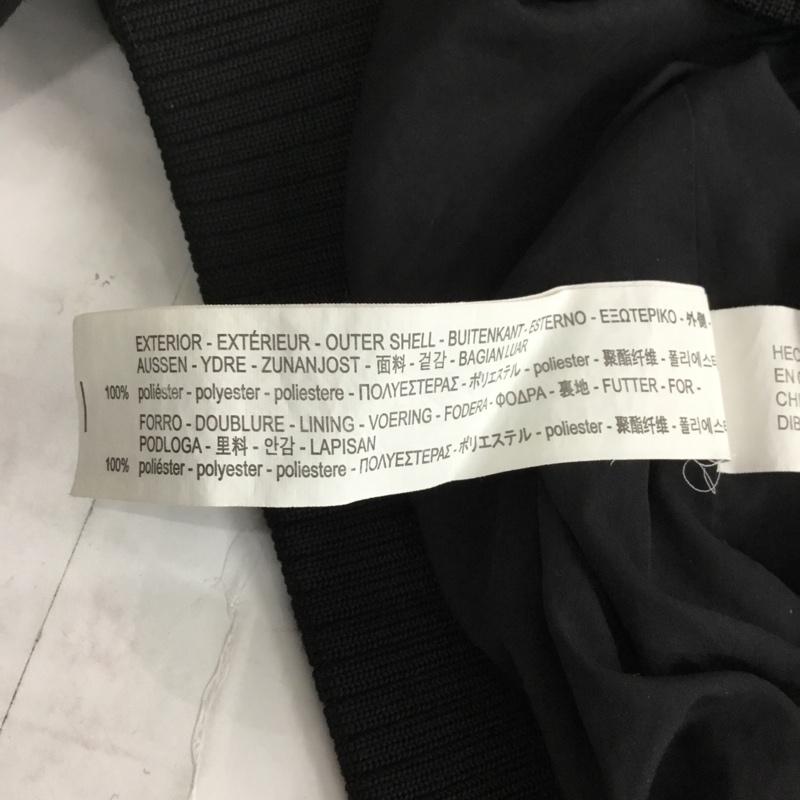 EXTERIOR - EXTÉRIEUR - OUTER SHELL - BUITENKANT - ESTERNO - ΕΞΩΤΕΡΙΚΟ - 外側 -
AUSSEN - YDRE - ZUNANJOST - 面料 - 겉감 - BAGIAN LUAR
100% poliéster - polyester - poliestere - ΠΟΛΥΕΣΤΕΡΑΣ - ポリエステル - poliester - 聚酯纤维 - 폴리에스
FORRO - DOUBLURE - LINING - VOERING - FODERA - ΦΟΔΡΑ - 裏地 - FUTTER - FOR -
PODLOGA - 里料 - 안감 - LAPISAN
100% poliéster - polyester - poliestere - ΠΟΛΥΕΣΤΕΡΑΣ - ポリエステル - poliester - 聚酯纤维 - 폴리에스
HEC
EN
CH
DIB